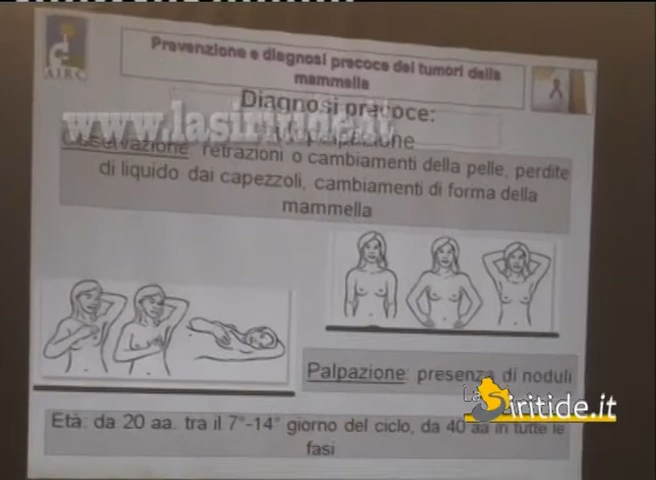 AIRC
Prevenzione e diagnosi precoce dei tumori della
mammella
Diagnosi precoce:
www.lasiritide.it
palpazione
Osservazione: retrazioni o cambiamenti della pelle, perdite
di liquido dai capezzoli, cambiamenti di forma della
mammella
Palpazione: presenza di noduli
La Siritide.it
Età: da 20 aa. tra il 7°-14° giorno del ciclo, da 40 aa in tutte le
fasi